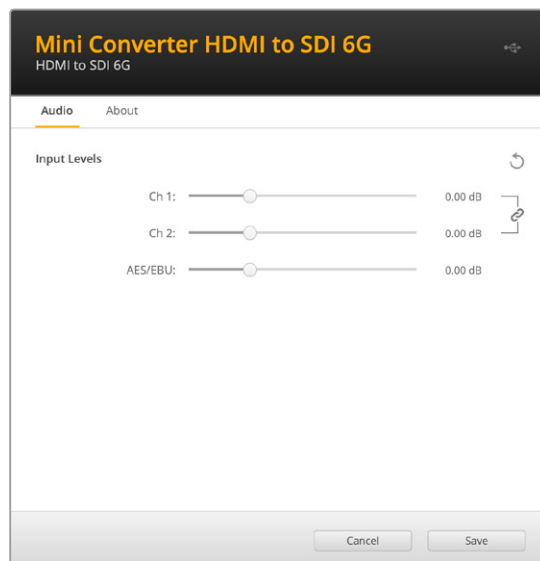 Mini Converter HDMI to SDI 6G
HDMI to SDI 6G
Audio About
Input Levels
Ch 1: 0.00 dB
Ch 2: 0.00 dB
AES/EBU: 0.00 dB
Cancel Save